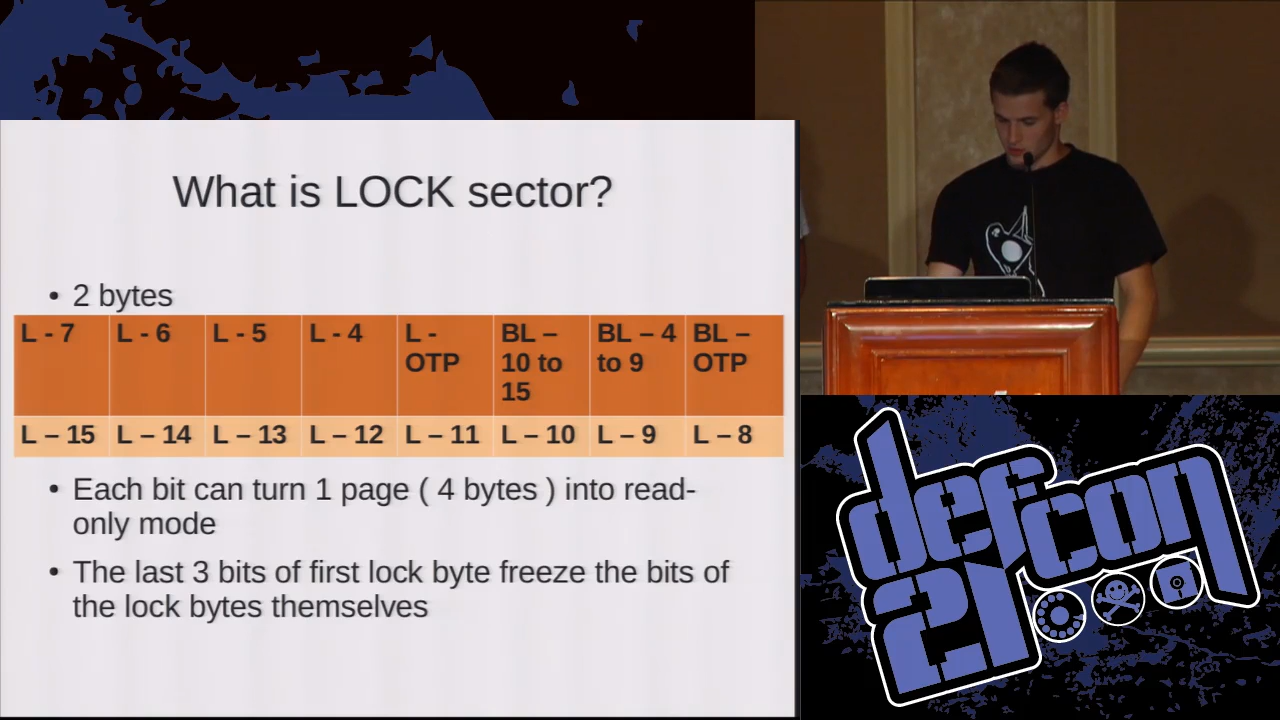 What is LOCK sector?
• 2 bytes
L - 7 L - 6 L - 5 L - 4 L - OTP BL – 10 to 15 BL – 4 to 9 BL – OTP
L – 15 L – 14 L – 13 L – 12 L – 11 L – 10 L – 9 L – 8
• Each bit can turn 1 page ( 4 bytes ) into read-
only mode
• The last 3 bits of first lock byte freeze the bits of
the lock bytes themselves
defcon
21